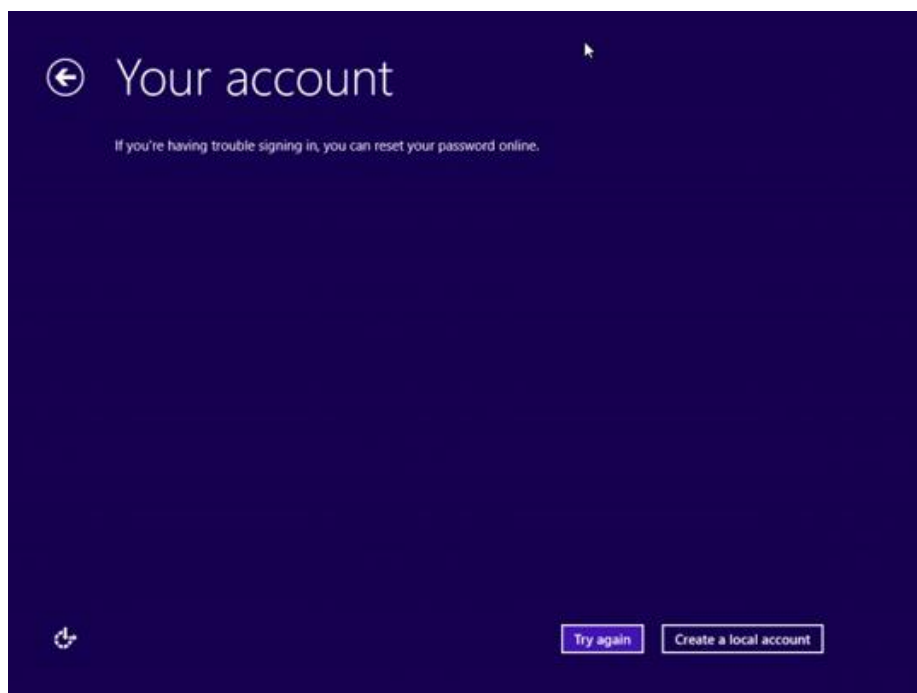 Your account
If you're having trouble signing in, you can reset your password online.
Try again
Create a local account